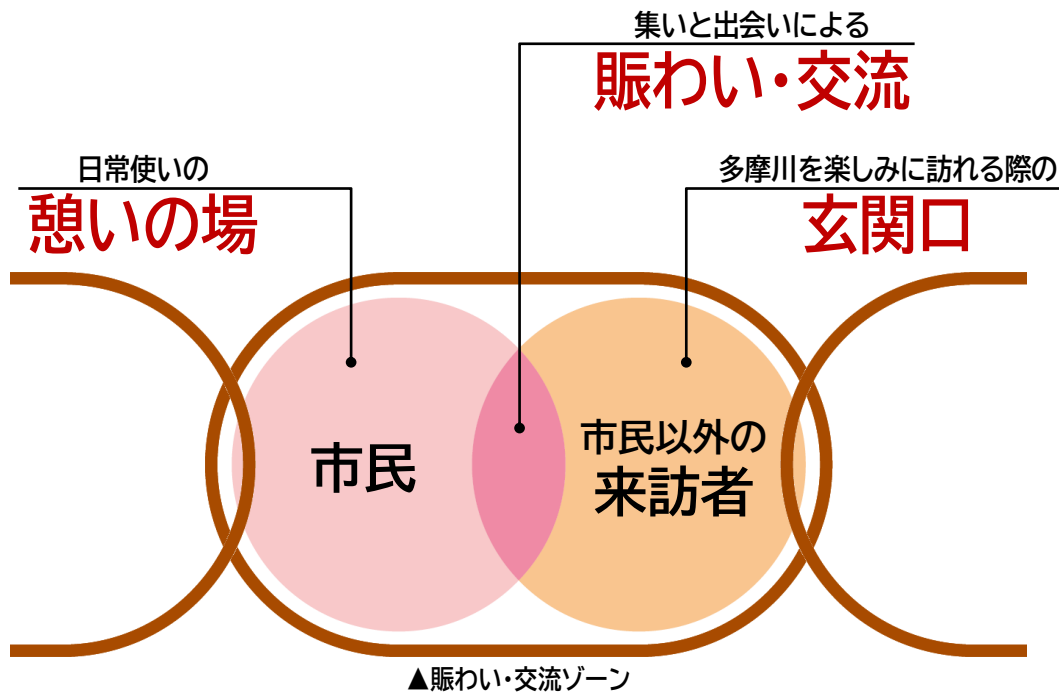 集いと出会いによる
賑わい・交流
日常使いの
憩いの場
多摩川を楽しみに訪れる際の
玄関口
市民
市民以外の
来訪者
▲賑わい・交流ゾーン